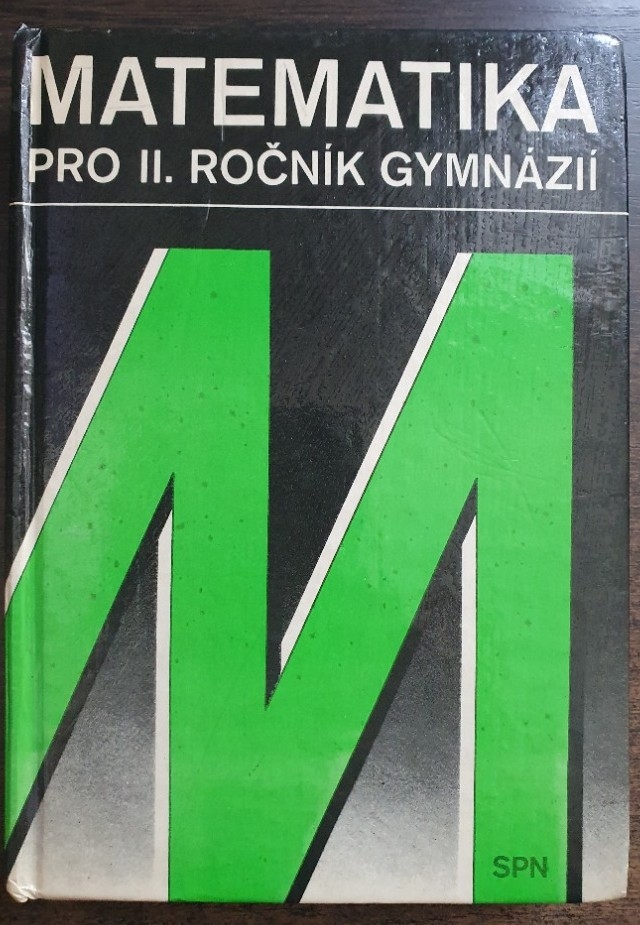 MATEMATIKA
PRO II. ROČNÍK GYMNÁZIÍ
M
SPN